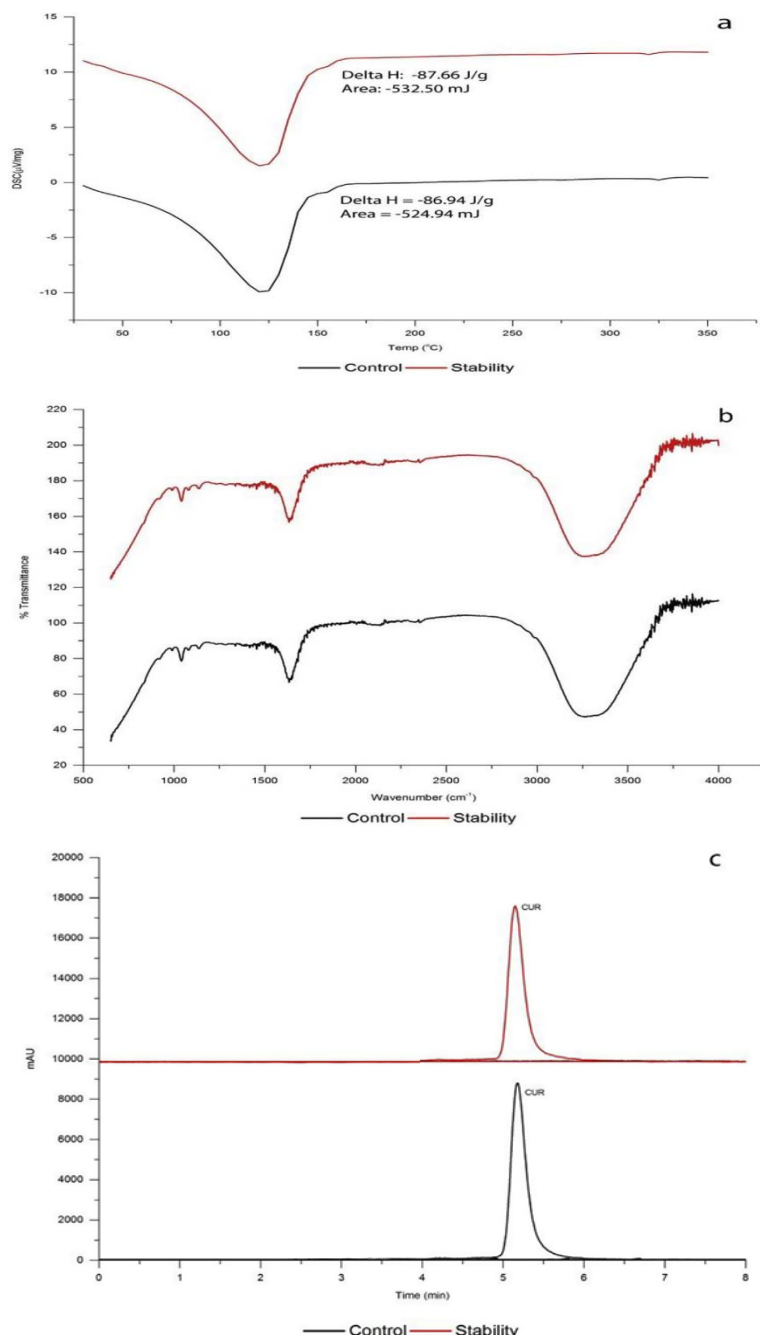 a
15
10
5
0
-5
-10
DSC(µV/mg)
Delta H: -87.66 J/g
Area: -532.50 mJ
Delta H = -86.94 J/g
Area = -524.94 mJ
50 100 150 200 250 300 350
Temp (°C)
Control Stability
b
220
200
180
160
140
120
100
80
60
40
20
% Transmittance
500 1000 1500 2000 2500 3000 3500 4000
Wavenumber (cm⁻¹)
Control Stability
c
20000
18000
16000
14000
12000
10000
8000
6000
4000
2000
0
mAU
CUR
CUR
0 1 2 3 4 5 6 7 8
Time (min)
Control Stability